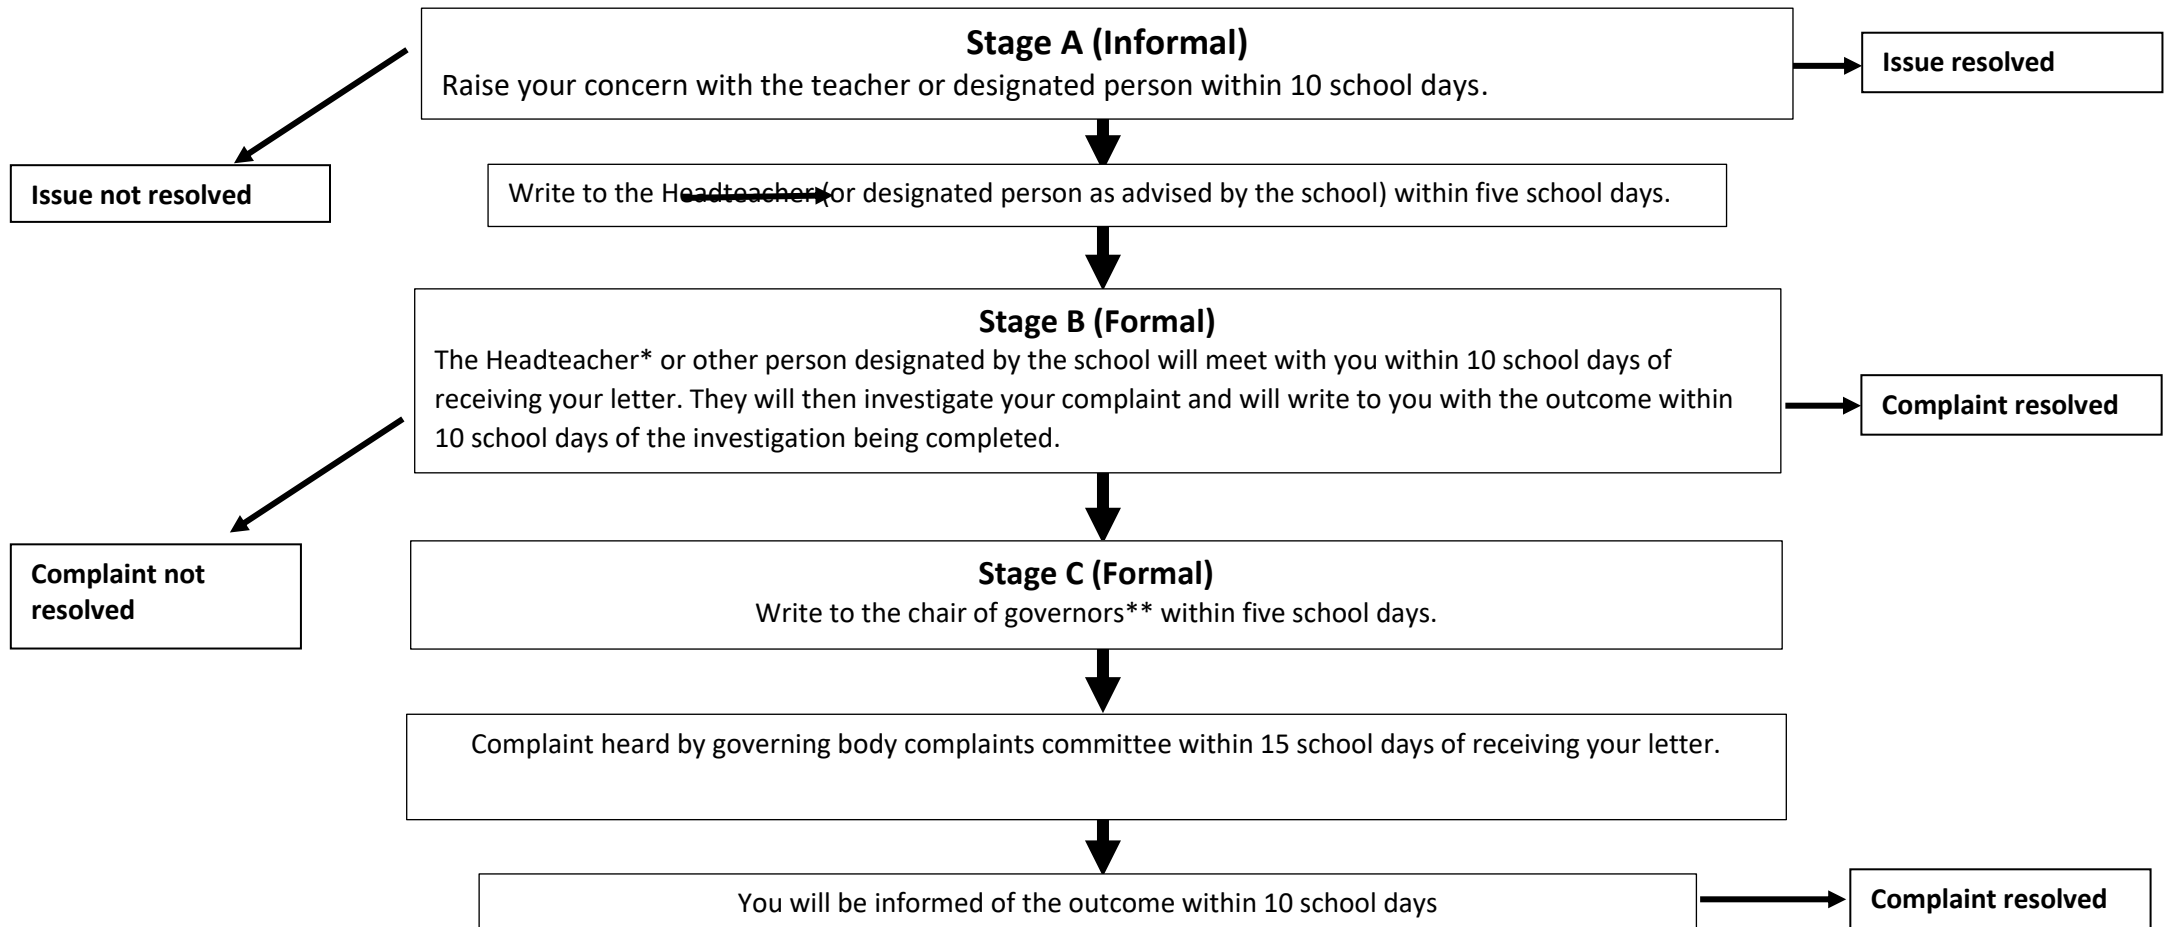 Stage A (Informal)
Raise your concern with the teacher or designated person within 10 school days.
Issue resolved
Issue not resolved
Write to the Headteacher (or designated person as advised by the school) within five school days.
Stage B (Formal)
The Headteacher* or other person designated by the school will meet with you within 10 school days of
receiving your letter. They will then investigate your complaint and will write to you with the outcome within
10 school days of the investigation being completed.
Complaint resolved
Complaint not
resolved
Stage C (Formal)
Write to the chair of governors** within five school days.
Complaint heard by governing body complaints committee within 15 school days of receiving your letter.
You will be informed of the outcome within 10 school days
Complaint resolved